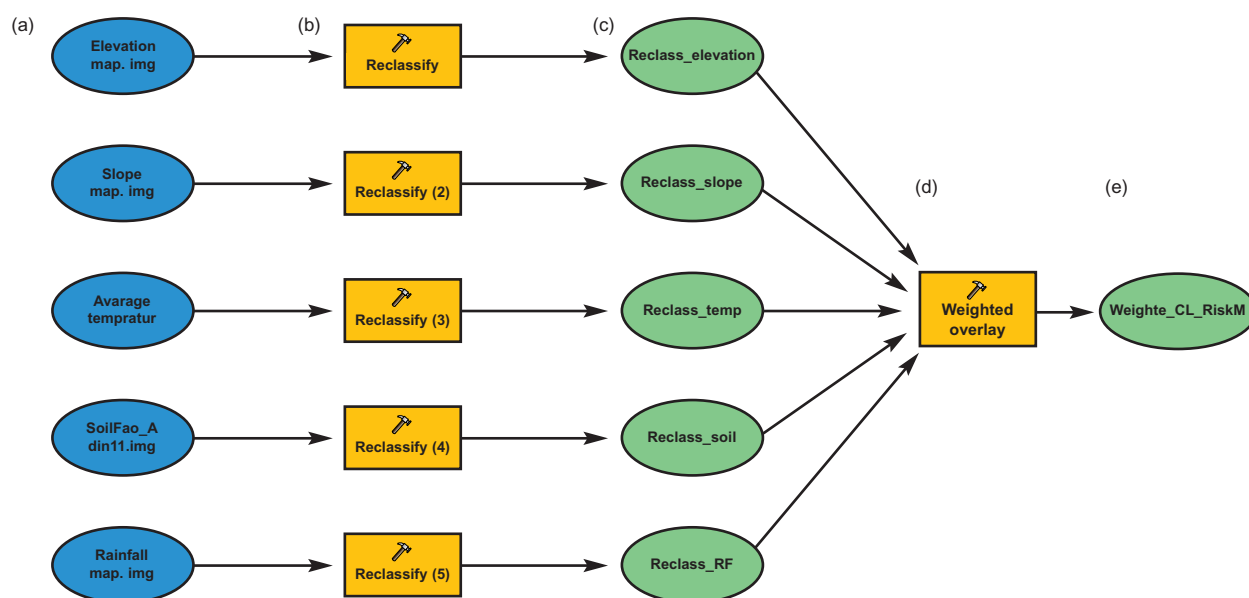 (a)
(b)
(c)
Elevation
map. img
Reclassify
Reclass_elevation
Slope
map. img
Reclassify (2)
Reclass_slope
(d)
(e)
Avarage
tempratur
Reclassify (3)
Reclass_temp
Weighted
overlay
Weighte_CL_RiskM
SoilFao_A
din11.img
Reclassify (4)
Reclass_soil
Rainfall
map. img
Reclassify (5)
Reclass_RF